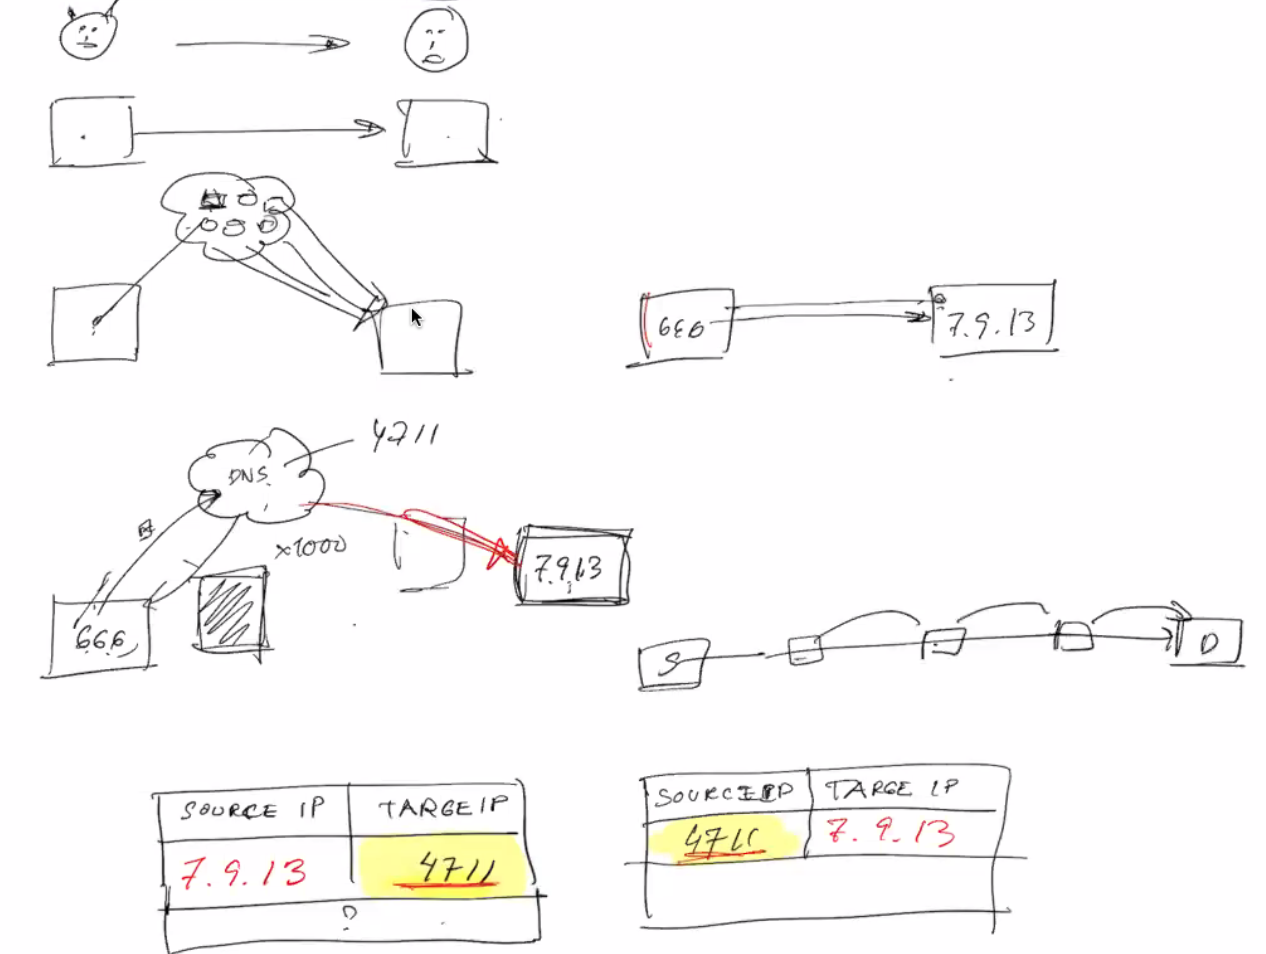 666
7.9.13
4711
DNS
x1000
7.9.13
666
S
D
SOURCE IP
TARGE IP
7.9.13
4711
?
SOURCE IP
TARGE IP
4711
7.9.13